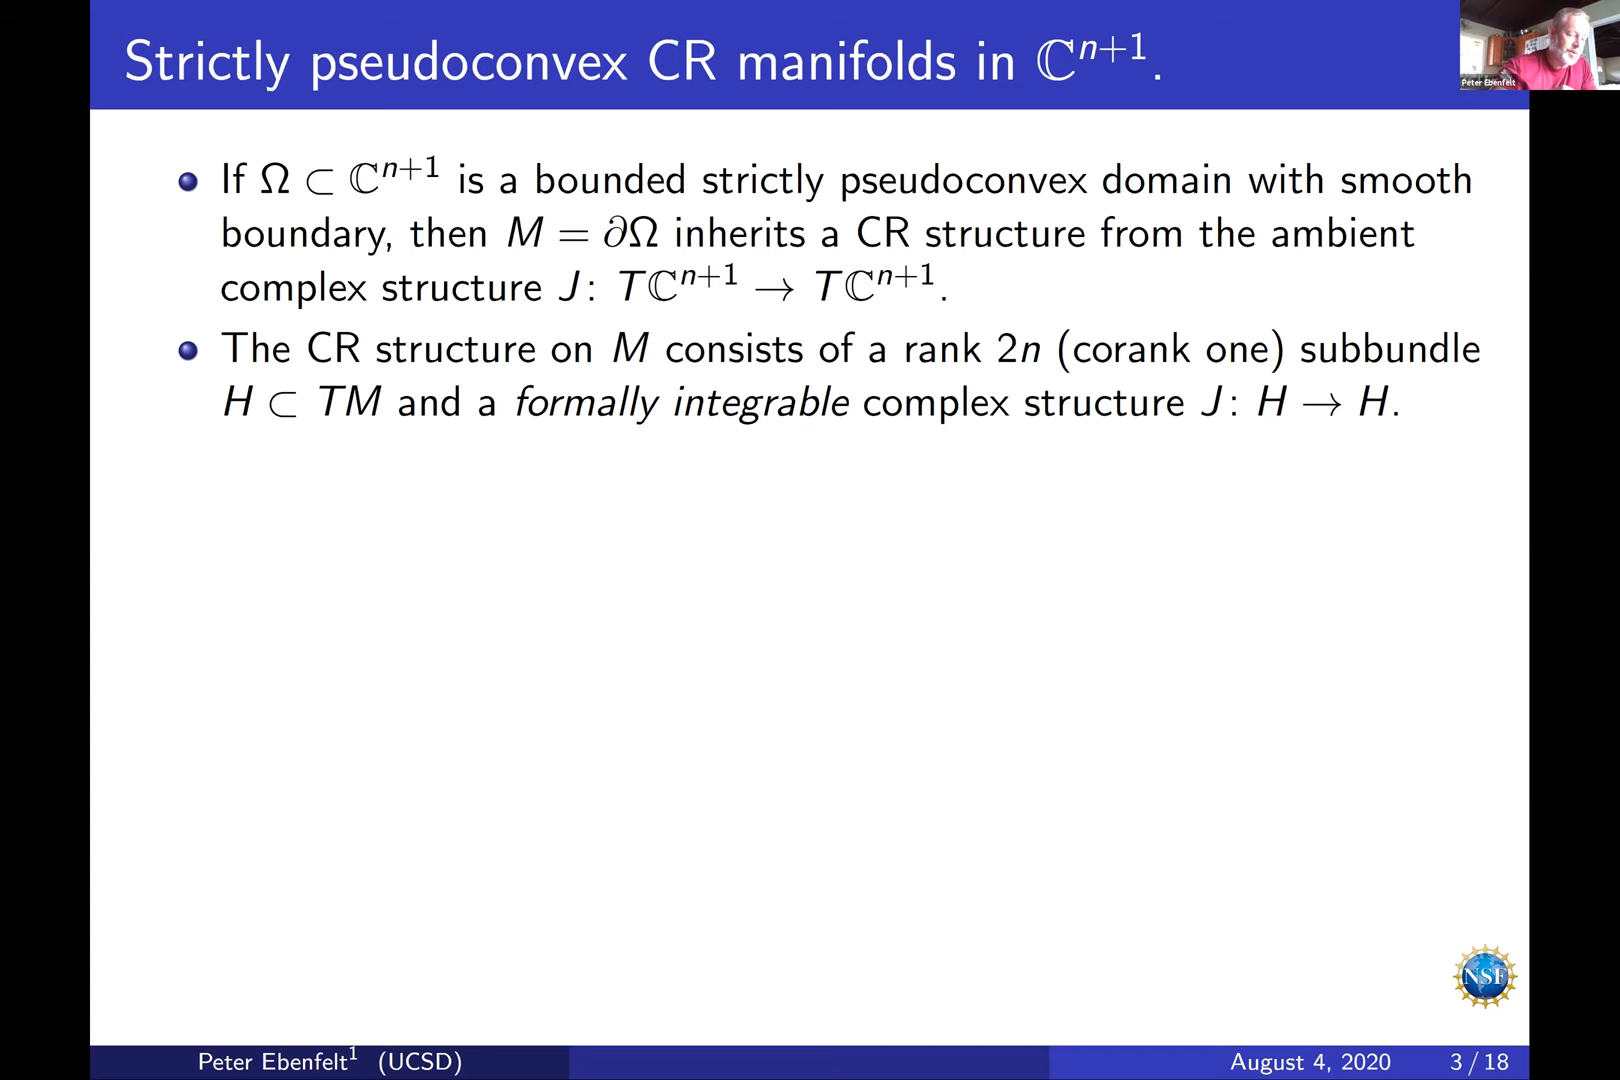 Strictly pseudoconvex CR manifolds in ℂⁿ⁺¹.
Peter Ebenfelt
If Ω ⊂ ℂⁿ⁺¹ is a bounded strictly pseudoconvex domain with smooth
boundary, then M = ∂Ω inherits a CR structure from the ambient
complex structure J: Tℂⁿ⁺¹ → Tℂⁿ⁺¹.
The CR structure on M consists of a rank 2n (corank one) subbundle
H ⊂ TM and a formally integrable complex structure J: H → H.
NSF
Peter Ebenfelt¹ (UCSD)
August 4, 2020 3 / 18